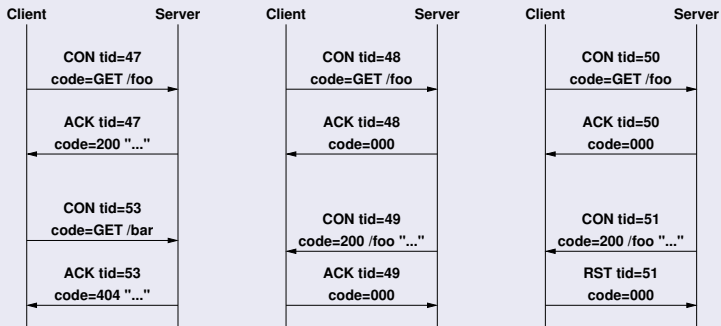 Client Server
CON tid=47
code=GET /foo
ACK tid=47
code=200 "..."
CON tid=53
code=GET /bar
ACK tid=53
code=404 "..."
Client Server
CON tid=48
code=GET /foo
ACK tid=48
code=000
CON tid=49
code=200 /foo "..."
ACK tid=49
code=000
Client Server
CON tid=50
code=GET /foo
ACK tid=50
code=000
CON tid=51
code=200 /foo "..."
RST tid=51
code=000